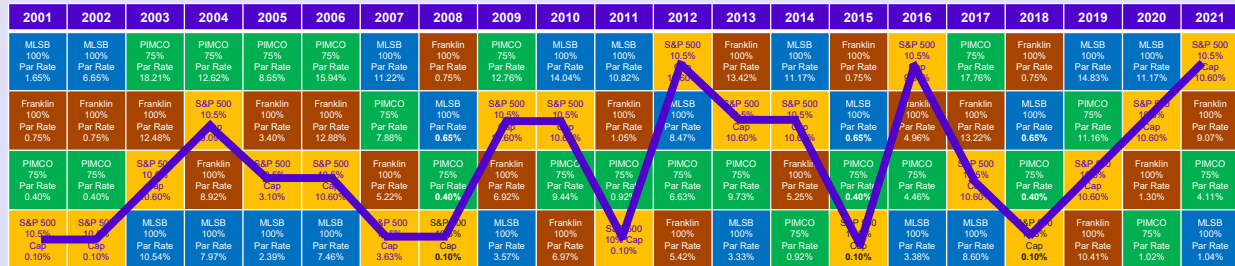 2001 2002 2003 2004 2005 2006 2007 2008 2009 2010 2011 2012 2013 2014 2015 2016 2017 2018 2019 2020 2021
MLSB MLSB PIMCO PIMCO PIMCO PIMCO MLSB Franklin PIMCO MLSB MLSB S&P 500 Franklin MLSB Franklin S&P 500 PIMCO Franklin MLSB MLSB S&P 500
100% 100% 75% 75% 75% 75% 100% 100% 75% 100% 100% 10.5% 100% 100% 100% 10.5% 75% 100% 100% 100% 10.5%
Par Rate Par Rate Par Rate Par Rate Par Rate Par Rate Par Rate Par Rate Par Rate Par Rate Par Rate Par Rate Par Rate Par Rate Par Rate Par Rate Par Rate Par Rate Cap
1.65% 6.65% 18.21% 12.62% 8.65% 15.94% 11.22% 0.75% 12.76% 14.04% 10.82% 13.42% 11.17% 0.75% 17.76% 0.75% 14.83% 11.17% 10.60%
Franklin Franklin Franklin S&P 500 Franklin Franklin PIMCO MLSB S&P 500 S&P 500 Franklin MLSB S&P 500 S&P 500 MLSB Franklin Franklin MLSB PIMCO S&P 500 Franklin
100% 100% 100% 10.5% 100% 100% 75% 100% 10.5% 10.5% 100% 100% 10.5% 100% 100% 100% 100% 75% 100%
Par Rate Par Rate Par Rate Par Rate Par Rate Par Rate Par Rate Cap Cap Par Rate Par Rate Cap Cap Par Rate Par Rate Par Rate Par Rate Par Rate Cap Par Rate
0.75% 0.75% 12.48% 3.40% 12.88% 7.88% 0.65% 1.05% 8.47% 10.60% 0.65% 4.96% 13.22% 0.65% 11.16% 10.60% 9.07%
PIMCO PIMCO S&P 500 Franklin S&P 500 S&P 500 Franklin PIMCO Franklin PIMCO PIMCO PIMCO PIMCO Franklin PIMCO PIMCO S&P 500 PIMCO S&P 500 Franklin PIMCO
75% 75% 100% 10.5% 100% 75% 100% 75% 75% 75% 75% 100% 75% 75% 75% 100% 75%
Par Rate Par Rate Cap Par Rate Cap Cap Par Rate Par Rate Par Rate Par Rate Par Rate Par Rate Par Rate Par Rate Par Rate Par Rate Cap Par Rate Cap Par Rate Par Rate
0.40% 0.40% 10.60% 8.92% 3.10% 10.60% 5.22% 0.40% 6.92% 9.44% 0.92% 6.63% 9.73% 5.25% 0.40% 4.46% 10.60% 0.40% 10.60% 1.30% 4.11%
S&P 500 S&P 500 MLSB MLSB MLSB MLSB S&P 500 S&P 500 MLSB Franklin Franklin MLSB PIMCO MLSB MLSB Franklin PIMCO MLSB
10.5% 100% 100% 100% 100% 100% 100% 100% 100% 75% 100% 100% 100% 75% 100%
Cap Cap Par Rate Par Rate Par Rate Par Rate Cap Cap Par Rate Par Rate Cap Par Rate Par Rate Par Rate Cap Par Rate Par Rate Cap Par Rate Par Rate Par Rate
0.10% 0.10% 10.54% 7.97% 2.39% 7.46% 3.63% 0.10% 3.57% 6.97% 0.10% 5.42% 3.33% 0.92% 0.10% 3.38% 8.60% 0.10% 10.41% 1.02% 1.04%